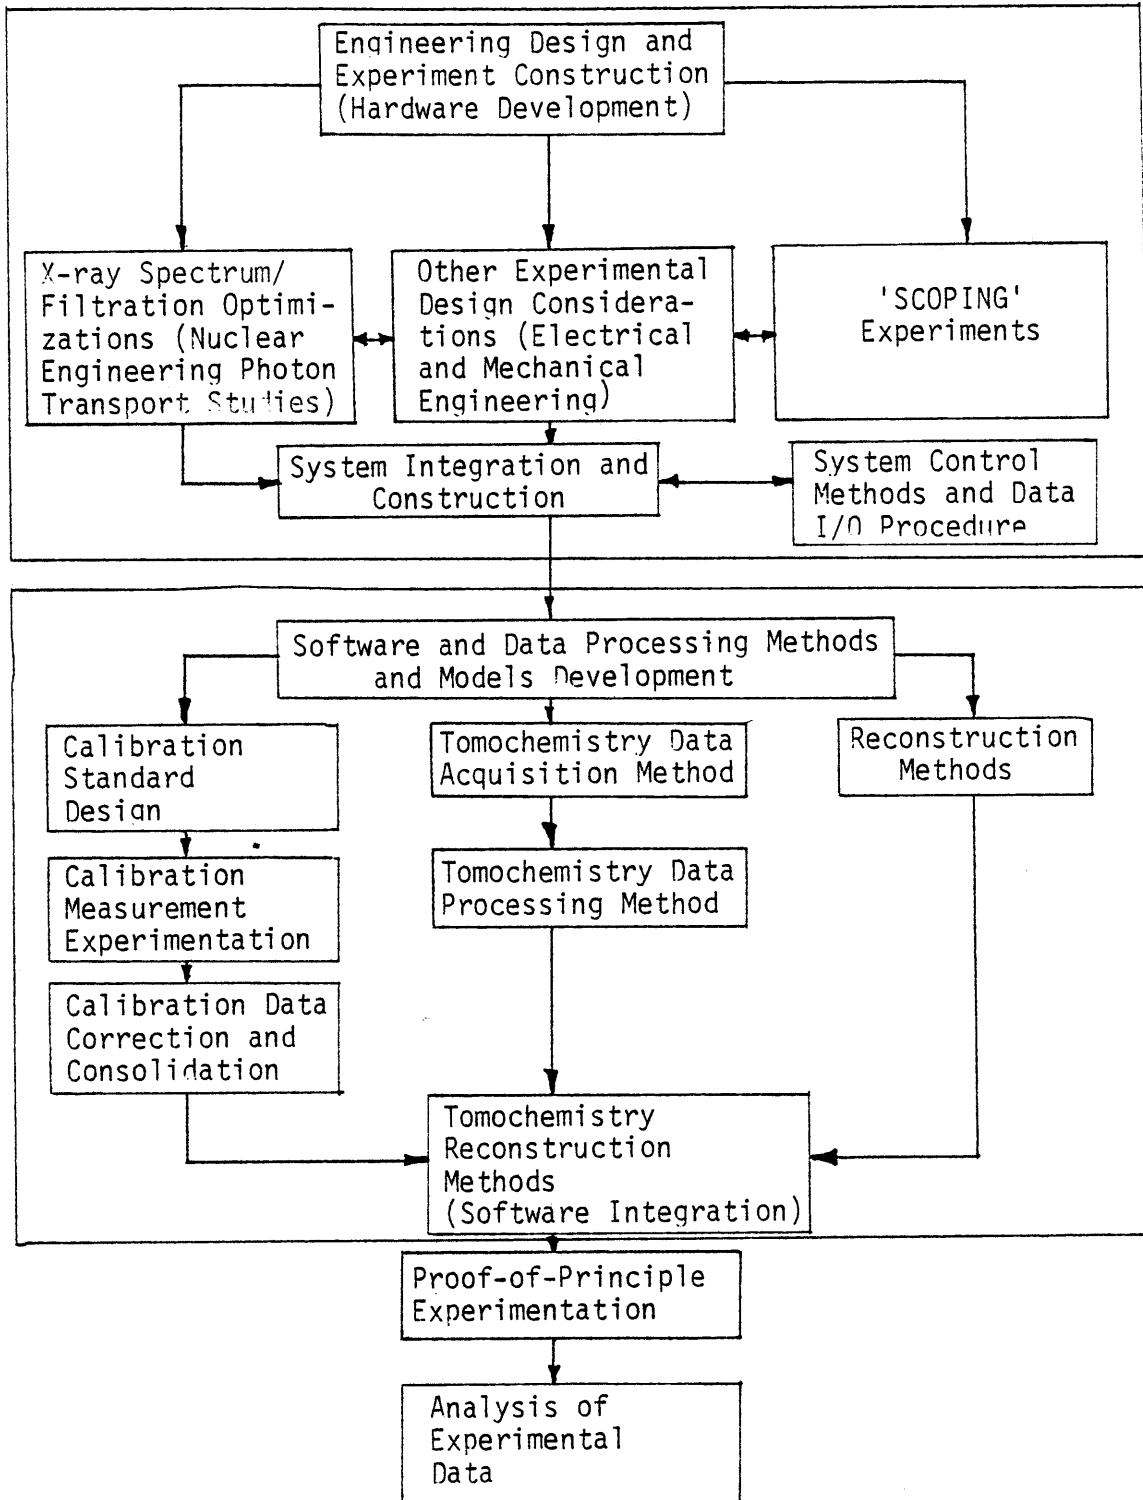 Engineering Design and
Experiment Construction
(Hardware Development)
X-ray Spectrum/
Filtration Optimi-
zations (Nuclear
Engineering Photon
Transport Studies)
Other Experimental
Design Considera-
tions (Electrical
and Mechanical
Engineering)
'SCOPING'
Experiments
System Integration and
Construction
System Control
Methods and Data
I/O Procedure
Software and Data Processing Methods
and Models Development
Calibration
Standard
Design
Tomochemistry Data
Acquisition Method
Reconstruction
Methods
Calibration
Measurement
Experimentation
Tomochemistry Data
Processing Method
Calibration Data
Correction and
Consolidation
Tomochemistry
Reconstruction
Methods
(Software Integration)
Proof-of-Principle
Experimentation
Analysis of
Experimental
Data